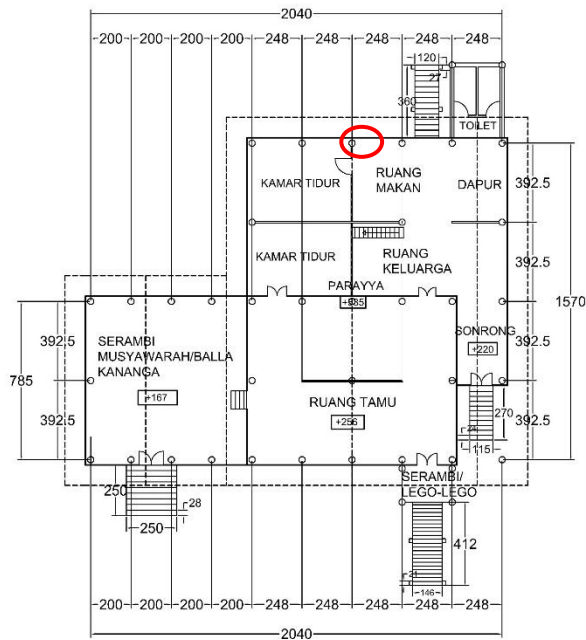 2040
200 200 200 200 248 248 248 248 248
120
27
360
TOILET
KAMAR TIDUR
RUANG
MAKAN
DAPUR
392.5
KAMAR TIDUR
RUANG
KELUARGA
392.5
PARAYYA
1570
785
392.5
SERAMBI
MUSYAWARAH/BALLA
KANANGA
SONRONG
+220
392.5
+167
392.5
RUANG TAMU
+256
270
115
392.5
250
28
250
SERAMBI/
LEGO-LEGO
412
21
146
200 200 200 200 248 248 248 248 248
2040